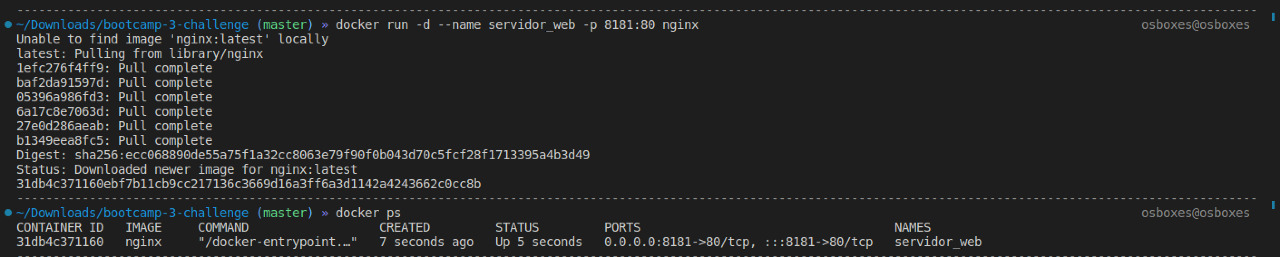 ~/Downloads/bootcamp-3-challenge (master) » docker run -d --name servidor_web -p 8181:80 nginx osboxes@osboxes
Unable to find image 'nginx:latest' locally
latest: Pulling from library/nginx
1efc276f4ff9: Pull complete
baf2da91597d: Pull complete
05396a986fd3: Pull complete
6a17c8e7063d: Pull complete
27e0d286aeab: Pull complete
b1349eea8fc5: Pull complete
Digest: sha256:ecc068890de55a75f1a32cc8063e79f90f0b043d70c5fcf28f1713395a4b3d49
Status: Downloaded newer image for nginx:latest
31db4c371160ebf7b11cb9cc217136c3669d16a3ff6a3d1142a4243662c0cc8b
~/Downloads/bootcamp-3-challenge (master) » docker ps osboxes@osboxes
CONTAINER ID IMAGE COMMAND CREATED STATUS PORTS NAMES
31db4c371160 nginx "/docker-entrypoint.…" 7 seconds ago Up 5 seconds 0.0.0.0:8181->80/tcp, :::8181->80/tcp servidor_web